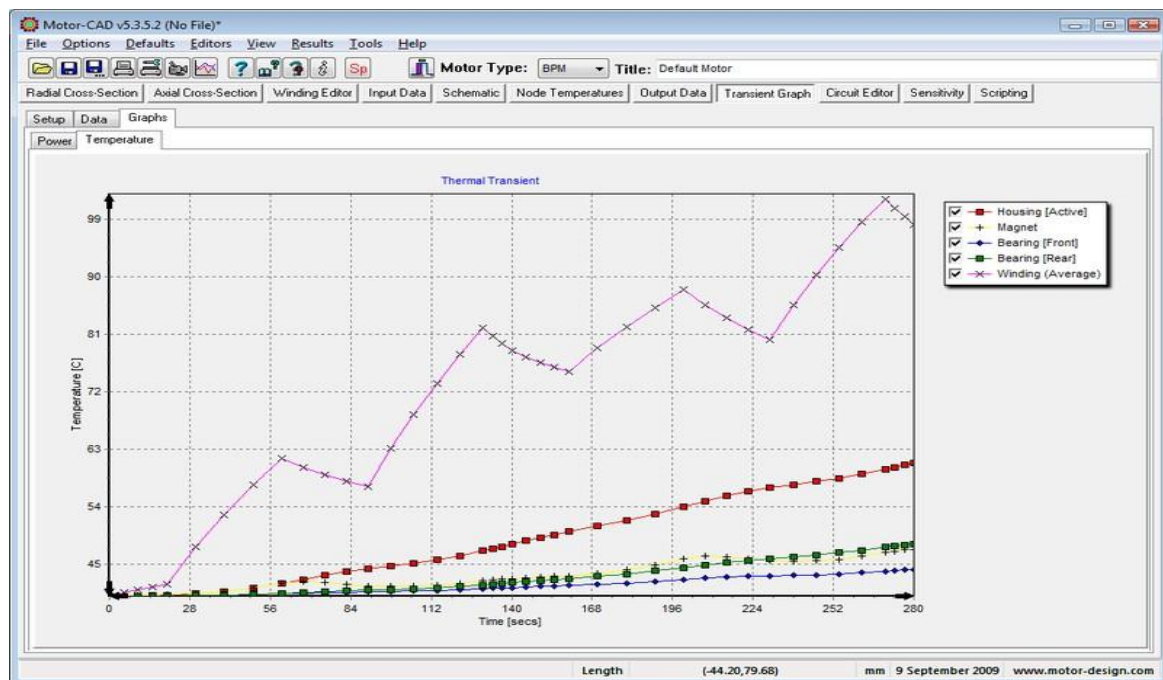 Motor-CAD v5.3.5.2 (No File)*
File Options Defaults Editors View Results Tools Help
Sp Motor Type: BPM Title: Default Motor
Radial Cross-Section Axial Cross-Section Winding Editor Input Data Schematic Node Temperatures Output Data Transient Graph Circuit Editor Sensitivity Scripting
Setup Data Graphs
Power Temperature
Thermal Transient
Housing [Active]
Magnet
Bearing [Front]
Bearing [Rear]
Winding (Average)
Temperature [C]
99
90
81
72
63
54
45
0 28 56 84 112 140 168 196 224 252 280
Time [secs]
Length (-44.20,79.68) mm 9 September 2009 www.motor-design.com